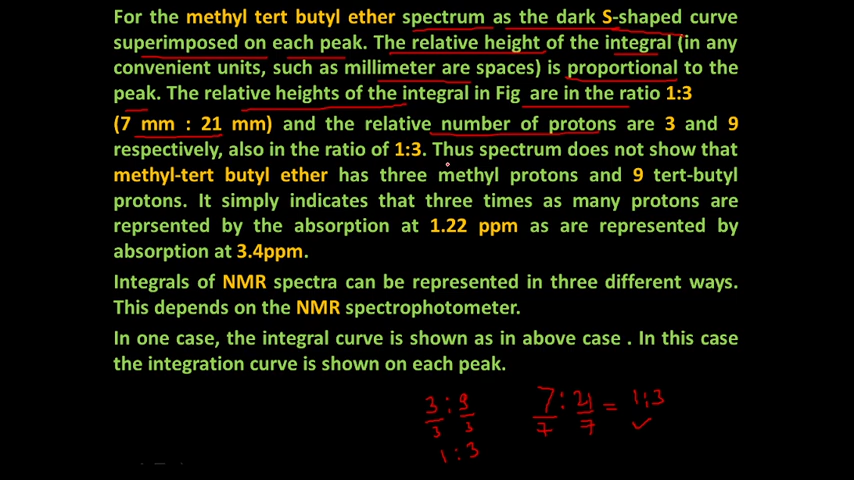 For the methyl tert butyl ether spectrum as the dark S-shaped curve
superimposed on each peak. The relative height of the integral (in any
convenient units, such as millimeter are spaces) is proportional to the
peak. The relative heights of the integral in Fig are in the ratio 1:3
(7 mm : 21 mm) and the relative number of protons are 3 and 9
respectively, also in the ratio of 1:3. Thus spectrum does not show that
methyl-tert butyl ether has three methyl protons and 9 tert-butyl
protons. It simply indicates that three times as many protons are
reprsented by the absorption at 1.22 ppm as are represented by
absorption at 3.4ppm.
Integrals of NMR spectra can be represented in three different ways.
This depends on the NMR spectrophotometer.
In one case, the integral curve is shown as in above case . In this case
the integration curve is shown on each peak.
3/3 : 9/3
1 : 3
7/7 : 21/7 = 1:3 ✓